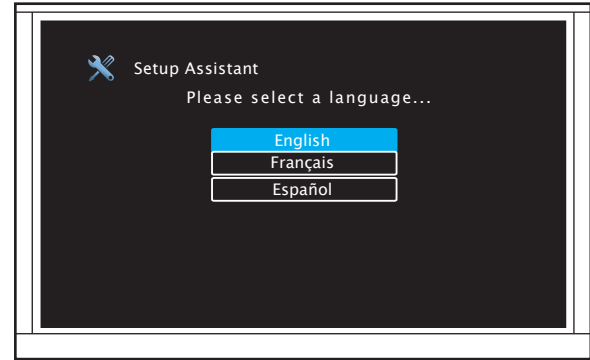 Setup Assistant
Please select a language...
English
Français
Español